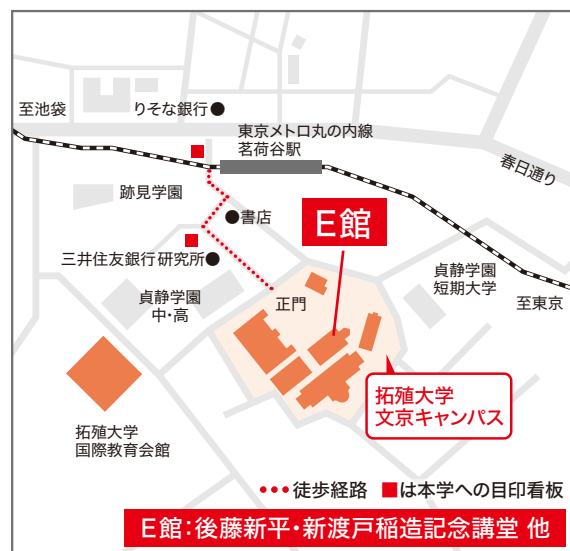 至池袋
りそな銀行●
東京メトロ丸の内線
茗荷谷駅
春日通り
跡見学園
●書店
E館
三井住友銀行研究所●
貞静学園
短期大学
貞静学園
中・高
正門
至東京
拓殖大学
文京キャンパス
拓殖大学
国際教育会館
•••徒歩経路 ■は本学への目印看板
E館：後藤新平・新渡戸稲造記念講堂 他